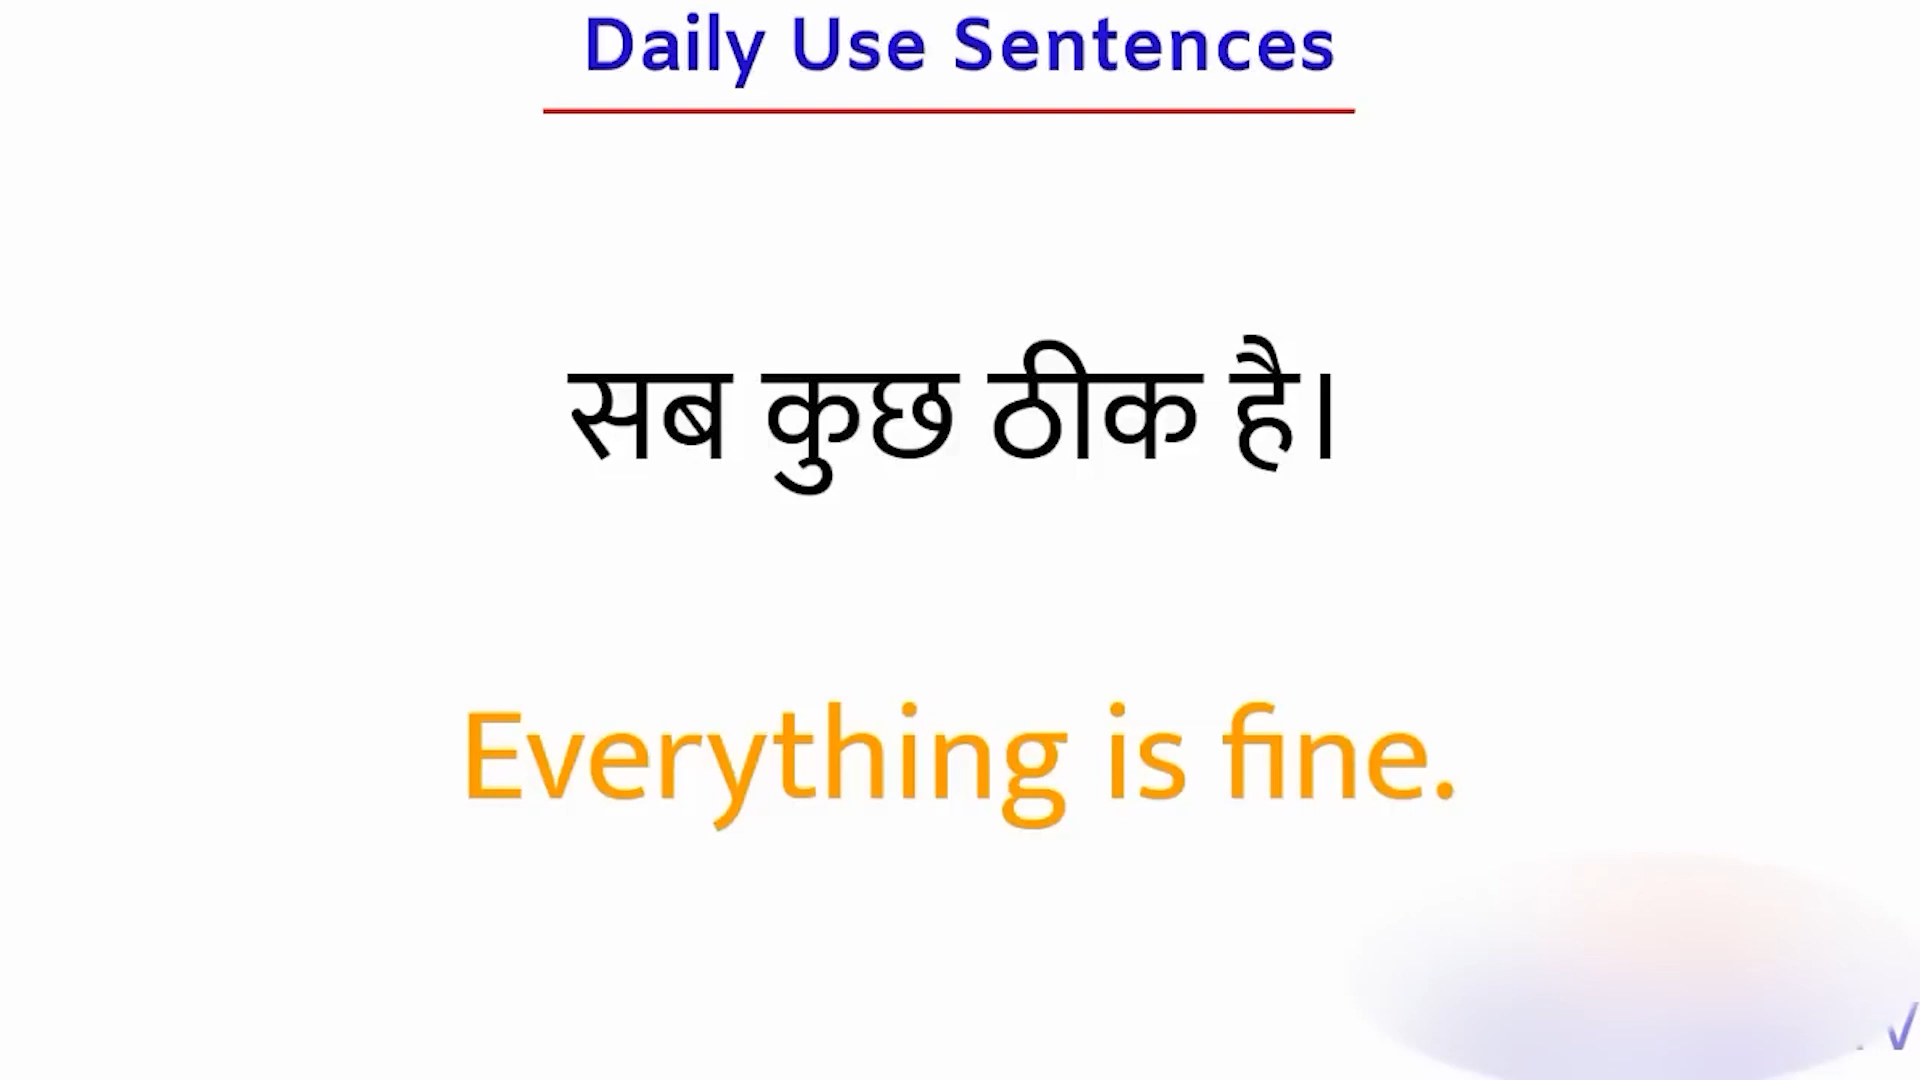 Daily Use Sentences
सब कुछ ठीक है।
Everything is fine.